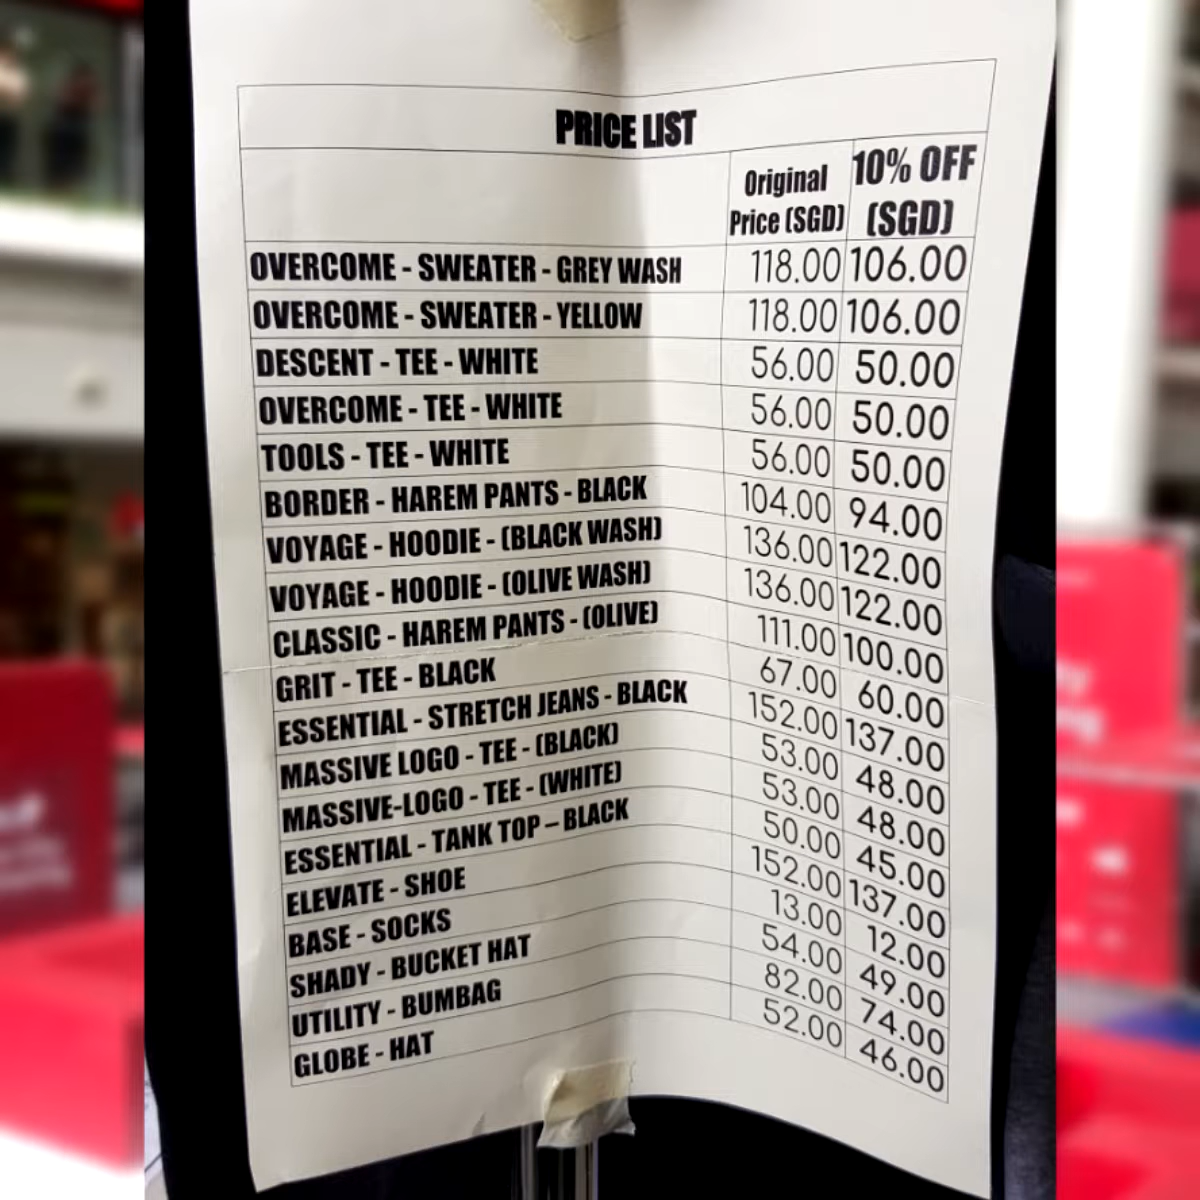 PRICE LIST
Original Price (SGD) 10% OFF (SGD)
OVERCOME - SWEATER - GREY WASH 118.00 106.00
OVERCOME - SWEATER - YELLOW 118.00 106.00
DESCENT - TEE - WHITE 56.00 50.00
OVERCOME - TEE - WHITE 56.00 50.00
TOOLS - TEE - WHITE 56.00 50.00
BORDER - HAREM PANTS - BLACK 104.00 94.00
VOYAGE - HOODIE - (BLACK WASH) 136.00 122.00
VOYAGE - HOODIE - (OLIVE WASH) 136.00 122.00
CLASSIC - HAREM PANTS - (OLIVE) 111.00 100.00
GRIT - TEE - BLACK 67.00 60.00
ESSENTIAL - STRETCH JEANS - BLACK 152.00 137.00
MASSIVE LOGO - TEE - (BLACK) 53.00 48.00
MASSIVE-LOGO - TEE - (WHITE) 53.00 48.00
ESSENTIAL - TANK TOP – BLACK 50.00 45.00
ELEVATE - SHOE 152.00 137.00
BASE - SOCKS 13.00 12.00
SHADY - BUCKET HAT 54.00 49.00
UTILITY - BUMBAG 82.00 74.00
GLOBE - HAT 52.00 46.00